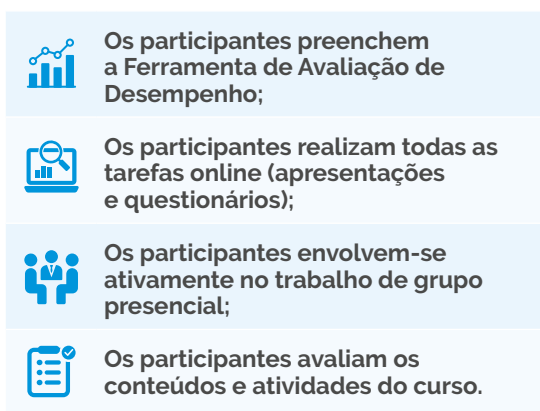 Os participantes preenchem
a Ferramenta de Avaliação de
Desempenho;
Os participantes realizam todas as
tarefas online (apresentações
e questionários);
Os participantes envolvem-se
ativamente no trabalho de grupo
presencial;
Os participantes avaliam os
conteúdos e atividades do curso.